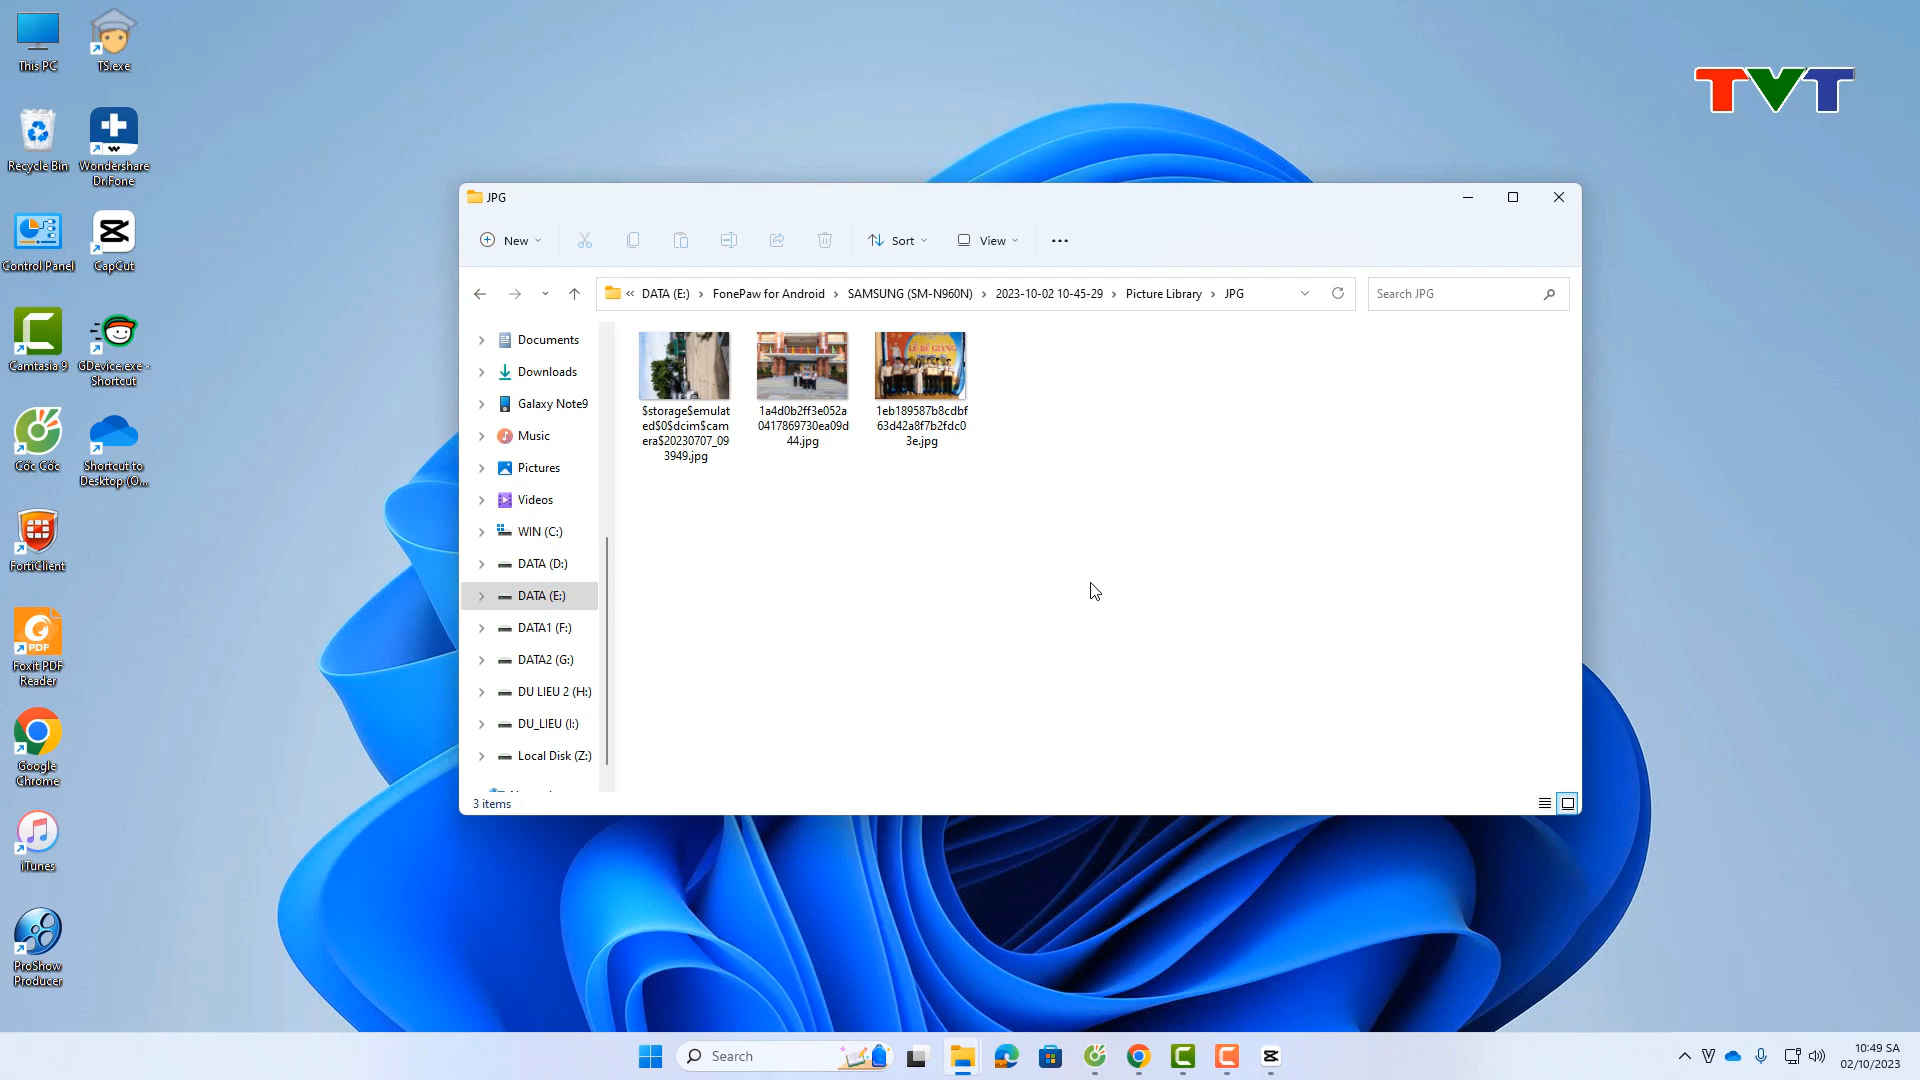 This PC
TS.exe
TVT
Recycle Bin
Wondershare
Dr.Fone
JPG
New
Sort
View
Control Panel
CapCut
DATA (E:)
FonePaw for Android
SAMSUNG (SM-N960N)
2023-10-02 10-45-29
Picture Library
JPG
Search JPG
Camtasia 9
GDevice.exe -
Shortcut
Documents
Downloads
Galaxy Note9
Music
Pictures
Videos
WIN (C:)
DATA (D:)
DATA (E:)
DATA1 (F:)
DATA2 (G:)
DU LIEU 2 (H:)
DU_LIEU (I:)
Local Disk (Z:)
LỄ BẾ GIẢNG
$storage$emulat
ed$0$dcim$cam
era$20230707_09
3949.jpg
1a4d0b2ff3e052a
0417869730ea09d
44.jpg
1eb189587b8cdbf
63d42a8f7b2fdc0
3e.jpg
3 items
Cốc Cốc
Shortcut to
Desktop (O...
FortiClient
PDF
Foxit PDF
Reader
Google
Chrome
iTunes
ProShow
Producer
Search
10:49 SA
02/10/2023